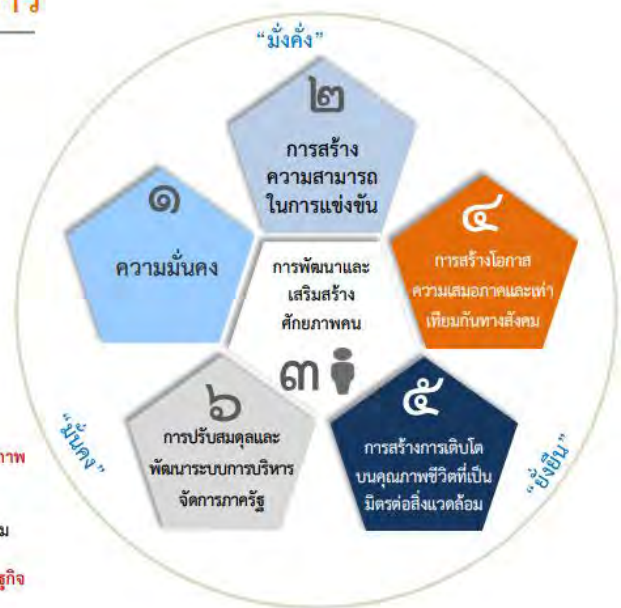 “มั่งคั่ง”
๒
การสร้าง
ความสามารถ
ในการแข่งขัน
๑
ความมั่นคง
๔
การสร้างโอกาส
ความเสมอภาคและเท่า
เทียมกันทางสังคม
การพัฒนาและ
เสริมสร้าง
ศักยภาพคน
๓
๖
การปรับสมดุลและ
พัฒนาระบบการบริหาร
จัดการภาครัฐ
๕
การสร้างการเติบโต
บนคุณภาพชีวิตที่เป็น
มิตรต่อสิ่งแวดล้อม
“มั่นคง”
“ยั่งยืน”